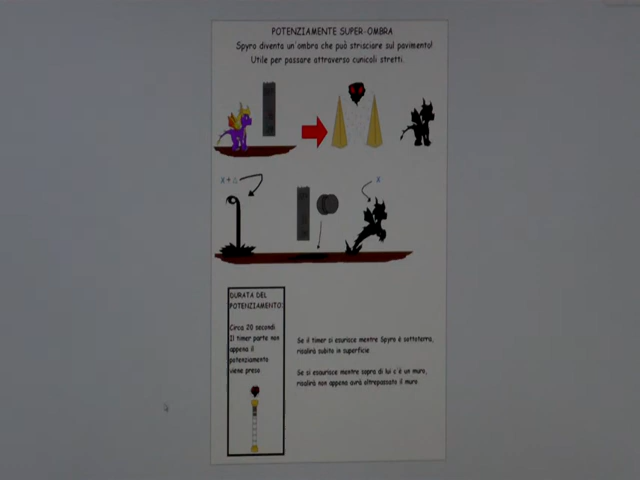 POTENZIAMENTE SUPER-OMBRA
Spyro diventa un'ombra che può strisciare sul pavimento!
Utile per passare attraverso cunicoli stretti.
X + △
X
DURATA DEL
POTENZIAMENTO:
Circa 20 secondi.
Il timer parte non
appena il
potenziamento
viene preso.
Se il timer si esaurisce mentre Spyro è sottoterra,
risalirà subito in superficie.
Se si esaurisce mentre sopra di lui c'è un muro,
risalirà non appena avrà oltrepassato il muro.